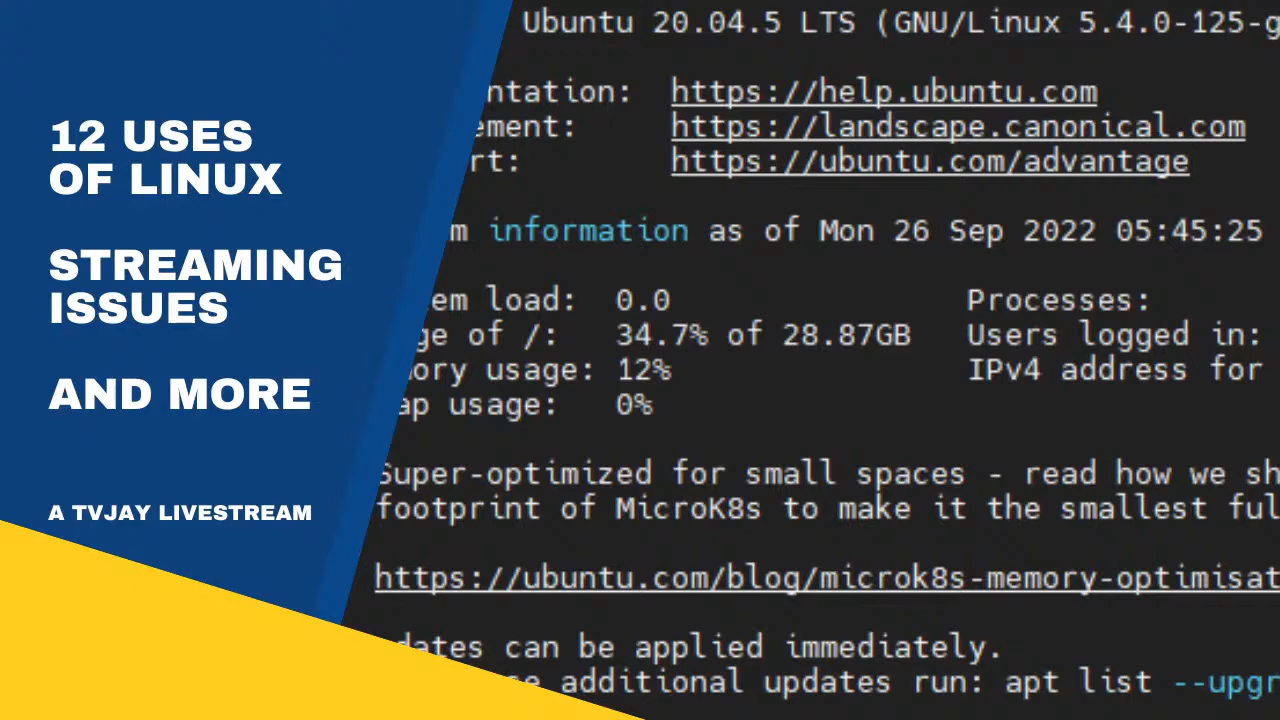 12 USES
OF LINUX
STREAMING
ISSUES
AND MORE
A TVJAY LIVESTREAM
Ubuntu 20.04.5 LTS (GNU/Linux 5.4.0-125-g
ntation: https://help.ubuntu.com
ement: https://landscape.canonical.com
rt: https://ubuntu.com/advantage
m information as of Mon 26 Sep 2022 05:45:25
em load: 0.0 Processes:
ge of /: 34.7% of 28.87GB Users logged in:
ory usage: 12% IPv4 address for
ap usage: 0%
Super-optimized for small spaces - read how we sh
footprint of MicroK8s to make it the smallest ful
https://ubuntu.com/blog/microk8s-memory-optimisat
dates can be applied immediately.
additional updates run: apt list --upgr